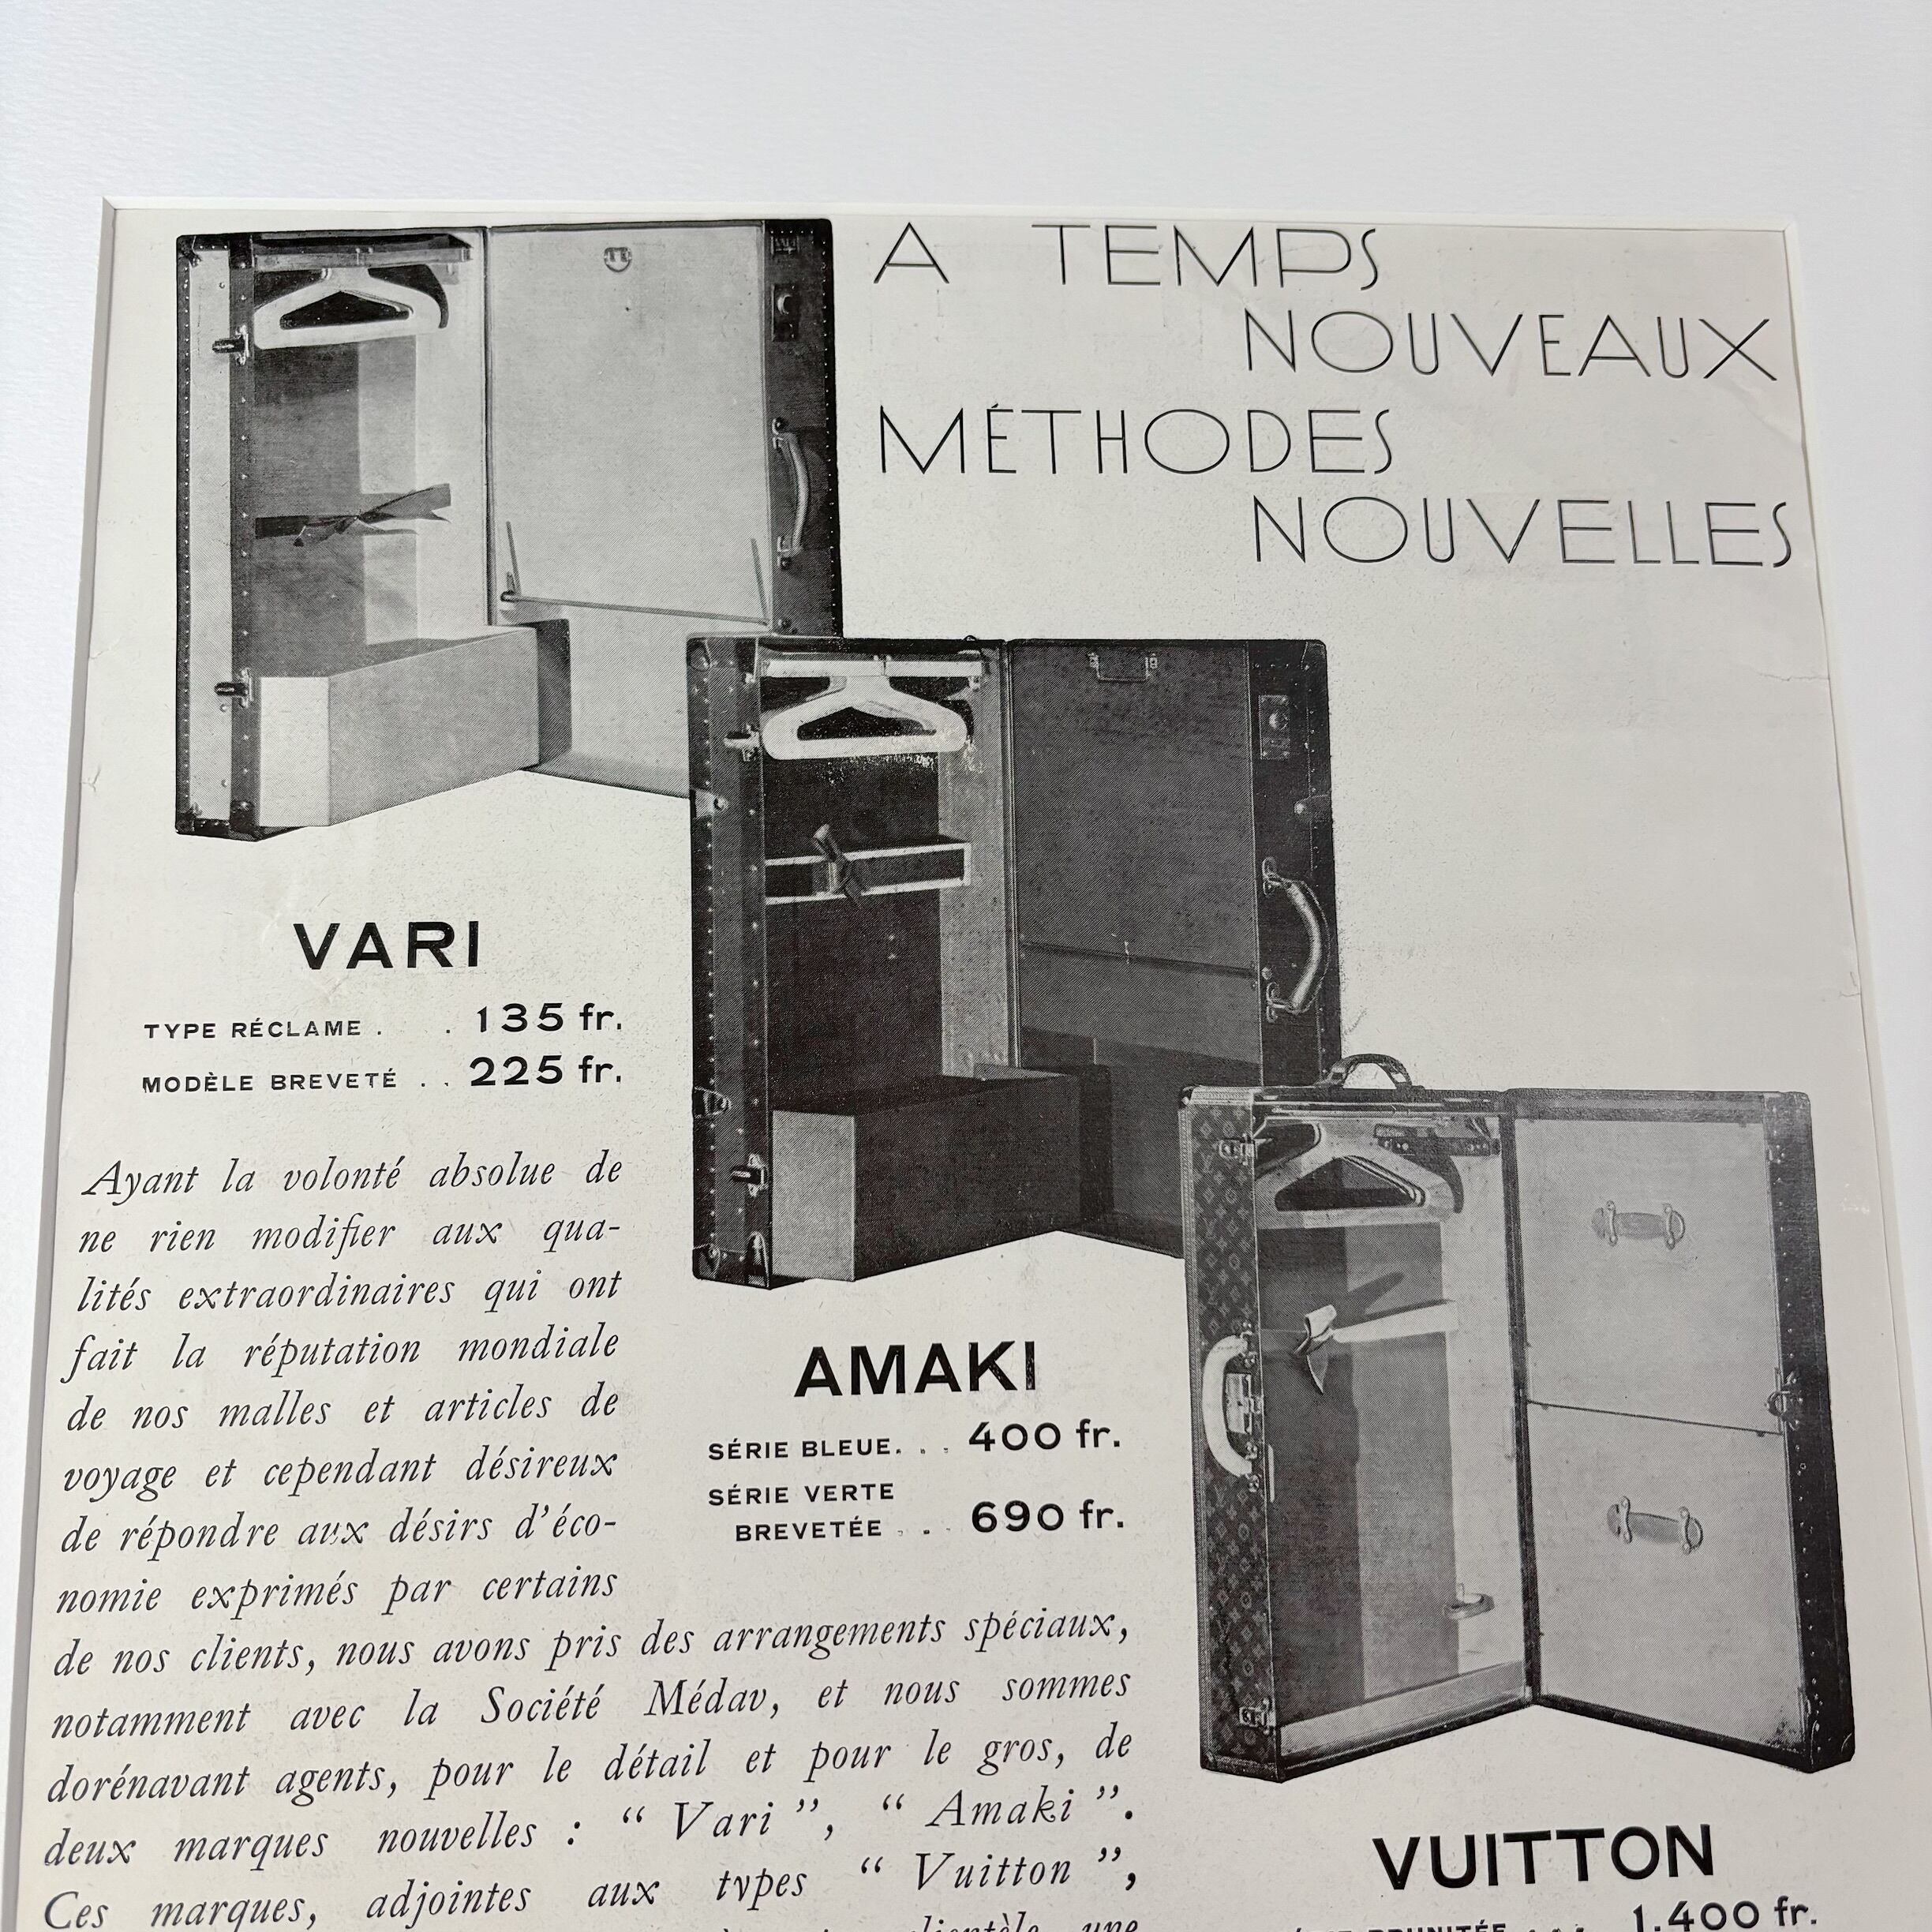 A TEMPS
NOUVEAUX
MÉTHODES
NOUVELLES
VARI
TYPE RÉCLAME . . 135 fr.
MODÈLE BREVETÉ . . 225 fr.
Ayant la volonté absolue de
ne rien modifier aux qua-
lités extraordinaires qui ont
fait la réputation mondiale
de nos malles et articles de
voyage et cependant désireux
de répondre aux désirs d'éco-
nomie exprimés par certains
de nos clients, nous avons pris des arrangements spéciaux,
notamment avec la Société Médav, et nous sommes
dorénavant agents, pour le détail et pour le gros, de
deux marques nouvelles : “ Vari ”, “ Amaki ”.
Ces marques, adjointes aux types “ Vuitton ”,
clientèle une
AMAKI
SÉRIE BLEUE. . . 400 fr.
SÉRIE VERTE
BREVETÉE . . . 690 fr.
VUITTON
1.400 fr.